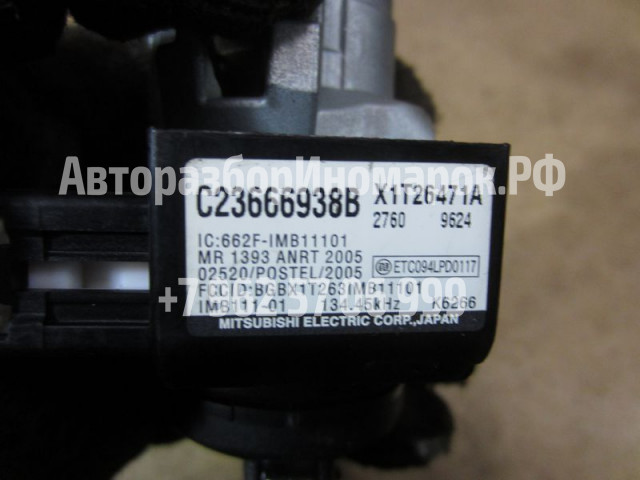 АвторазборИномарок.РФ
C23666938B X1T26471A
2760 9624
IC:662F-IMB11101
MR 1393 ANRT 2005
02520/POSTEL/2005
ETC094LPD0117
FCCID:BGBX1T263IMB11101
IMB111-01 134.45kHz K6266
MITSUBISHI ELECTRIC CORP.,JAPAN